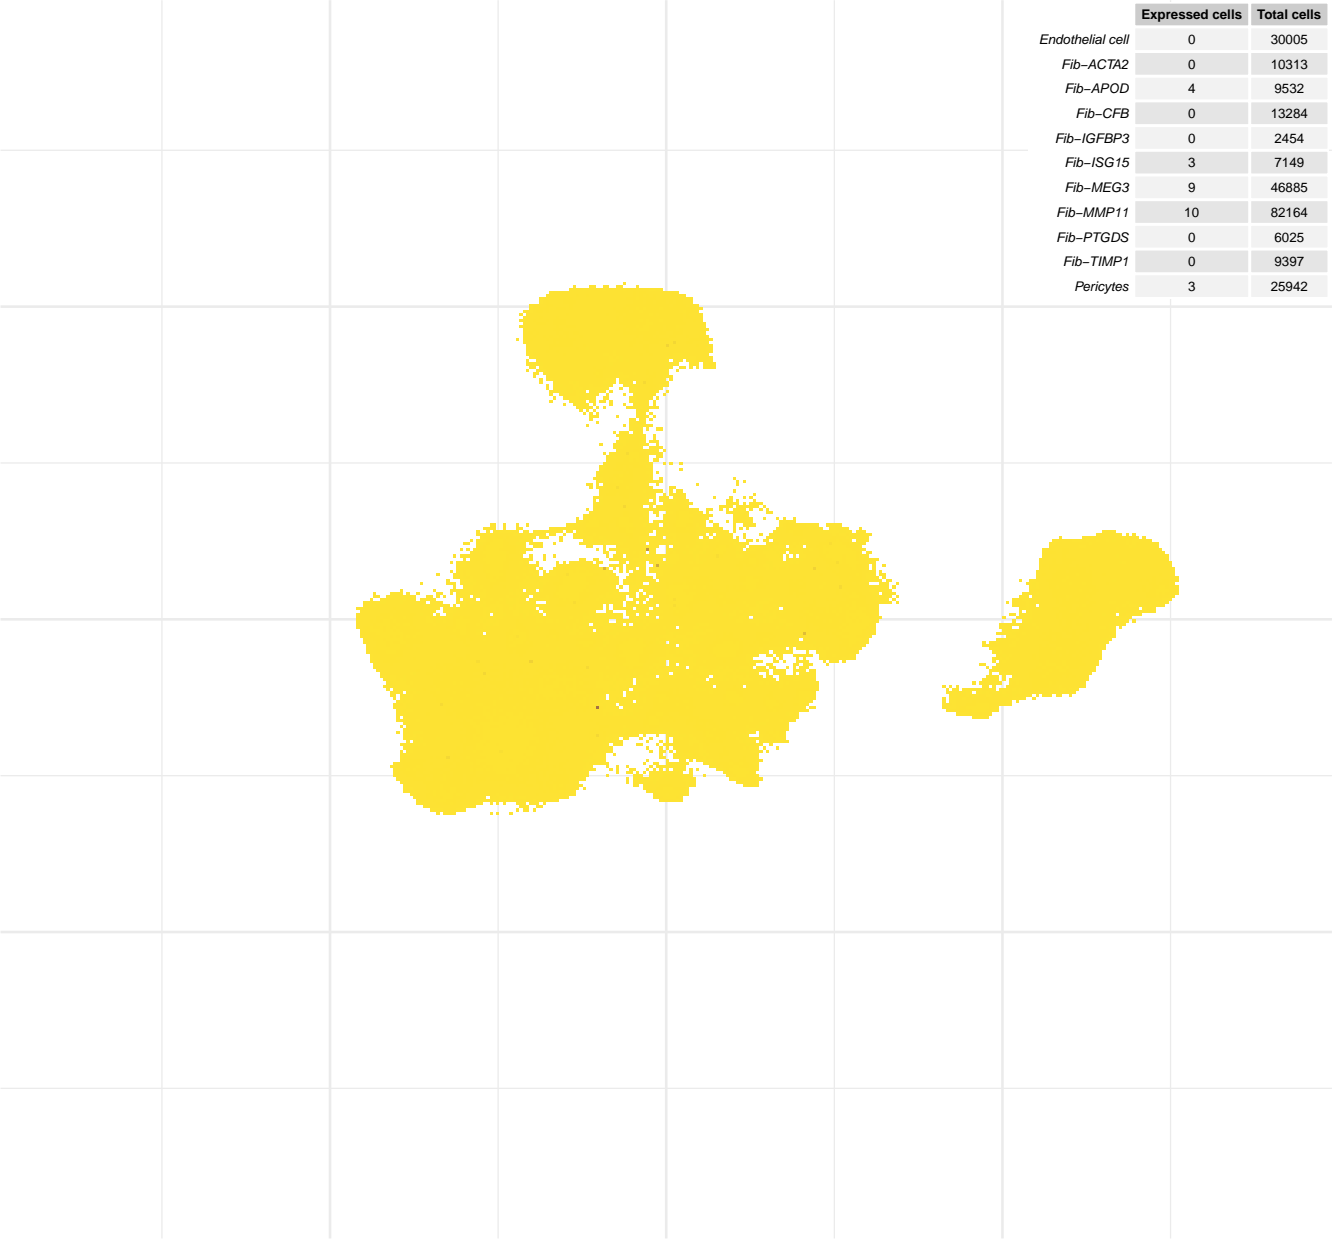 Expressed cells Total cells
Endothelial cell 0 30005
Fib−ACTA2 0 10313
Fib−APOD 4 9532
Fib−CFB 0 13284
Fib−IGFBP3 0 2454
Fib−ISG15 3 7149
Fib−MEG3 9 46885
Fib−MMP11 10 82164
Fib−PTGDS 0 6025
Fib−TIMP1 0 9397
Pericytes 3 25942